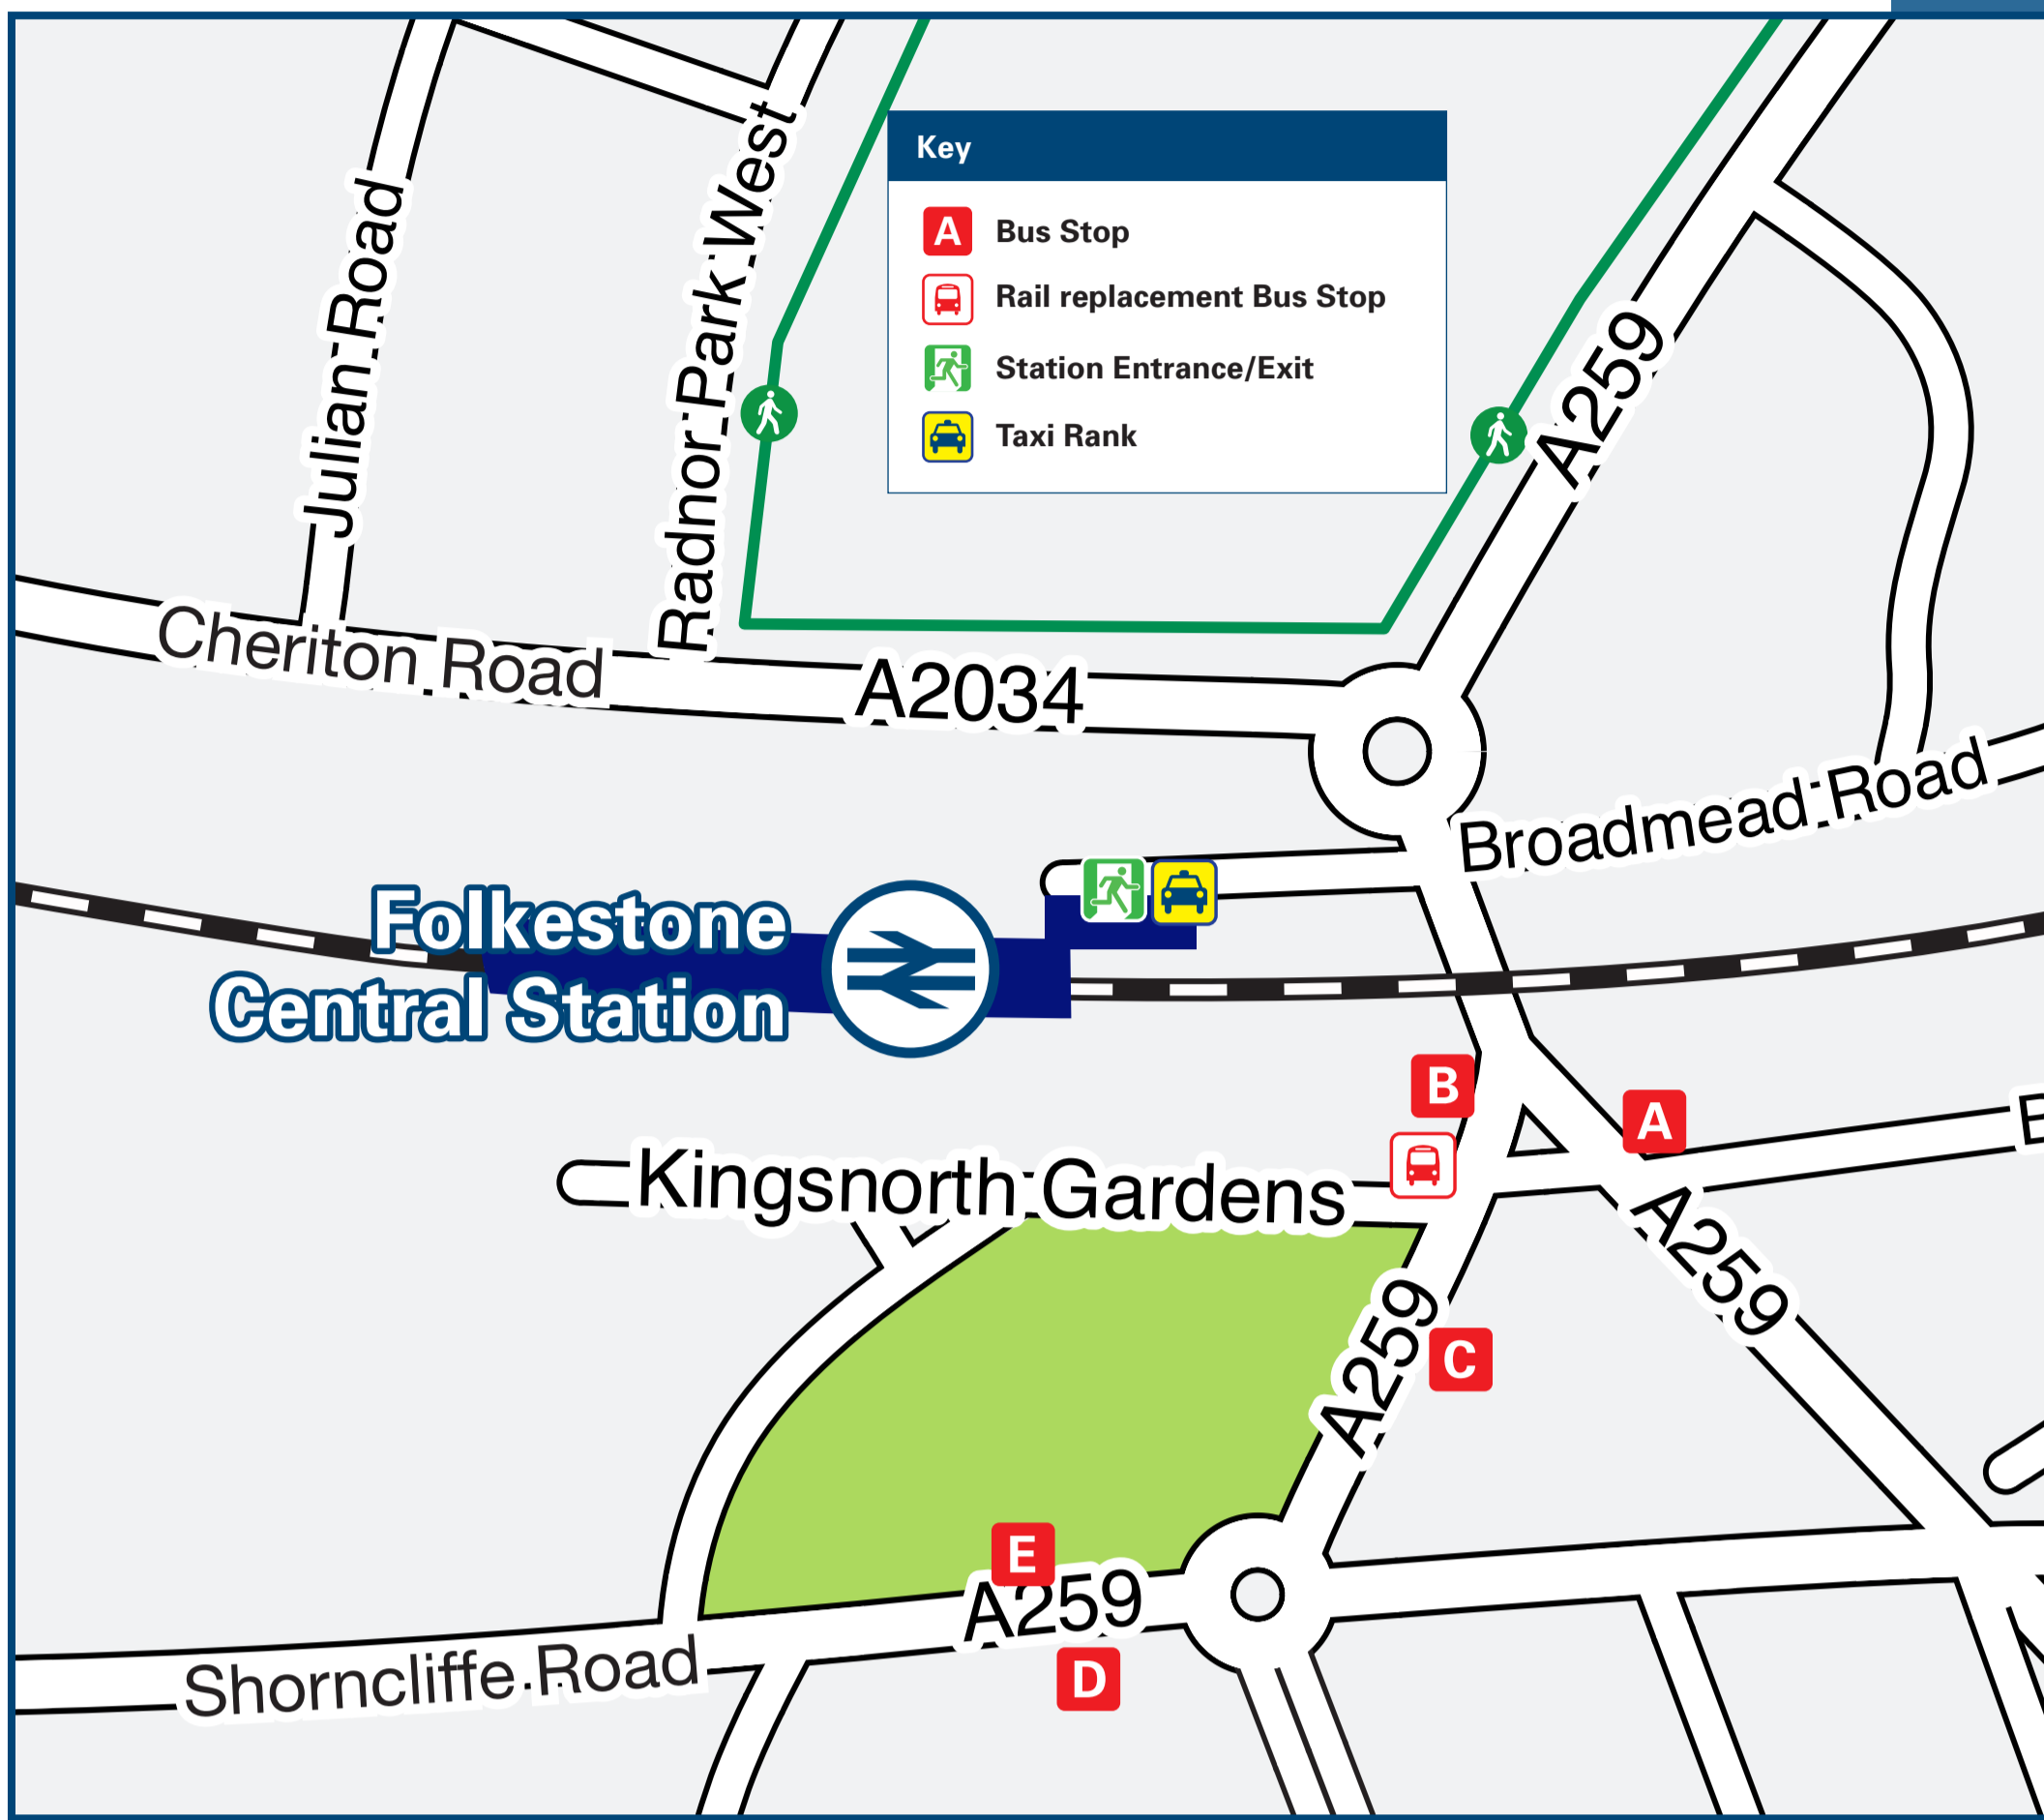 Key
A Bus Stop
Rail replacement Bus Stop
Station Entrance/Exit
Taxi Rank
Julian Road
Radnor Park West
A259
Cheriton Road
A2034
Broadmead Road
Folkestone
Central Station
B
A
Kingsnorth Gardens
A259
A259
C
E
A259
D
Shorncliffe Road